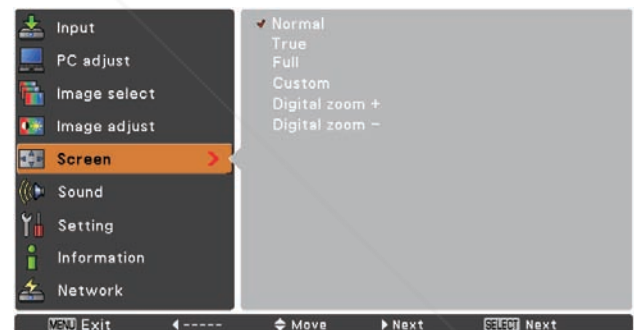 Input
PC adjust
Image select
Image adjust
Screen
Sound
Setting
Information
Network
Normal
True
Full
Custom
Digital zoom +
Digital zoom –
MENU Exit ◀ ----- ◆ Move ▶ Next SELECT Next